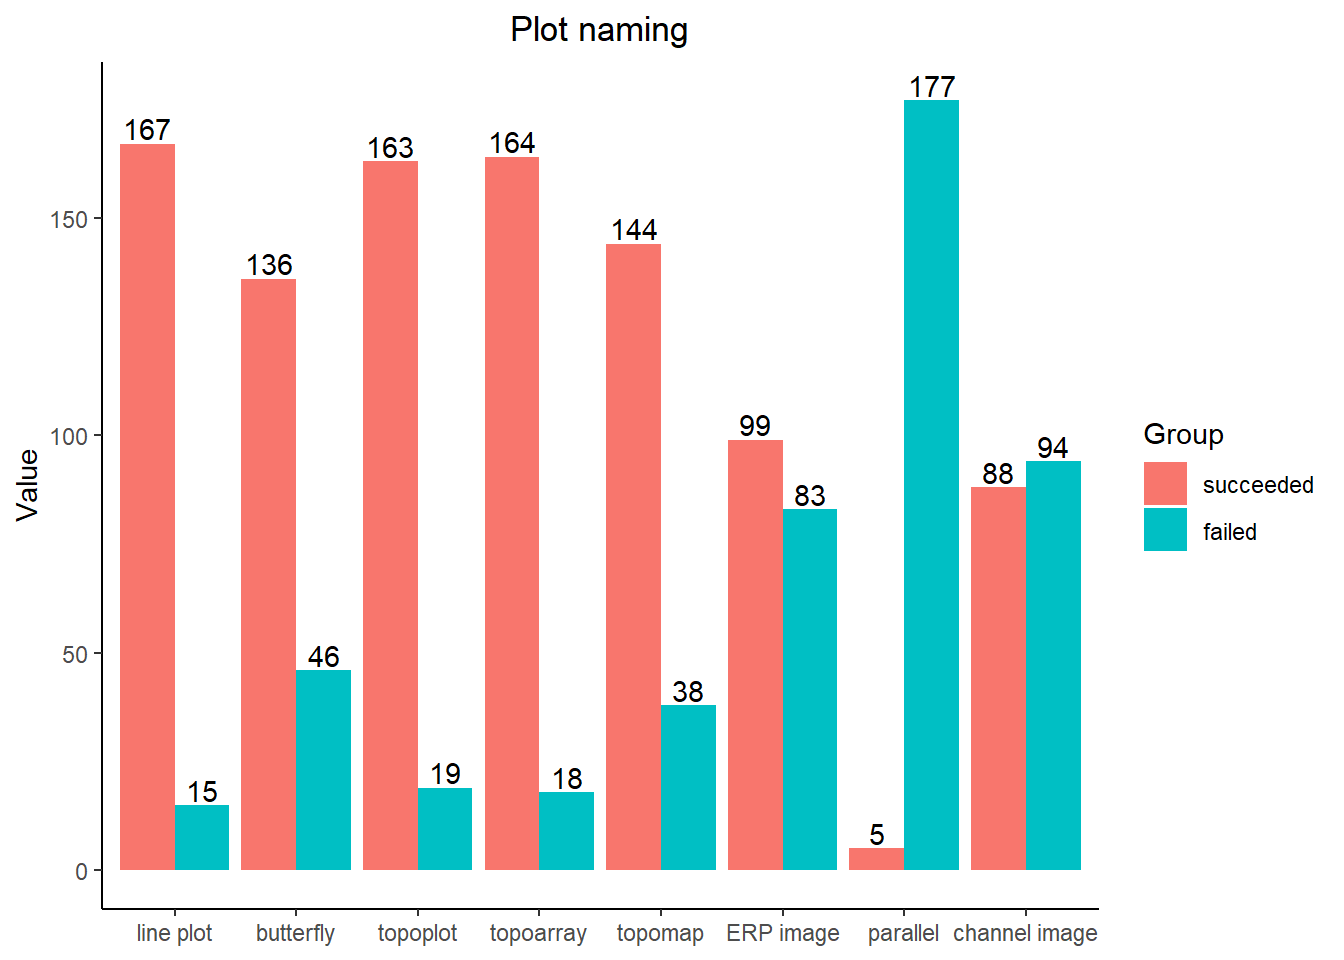 Plot naming
Value
150
100
50
0
167
15
136
46
163
19
164
18
144
38
99
83
5
177
88
94
line plot
butterfly
topoplot
topoarray
topomap
ERP image
parallel
channel image
Group
succeeded
failed